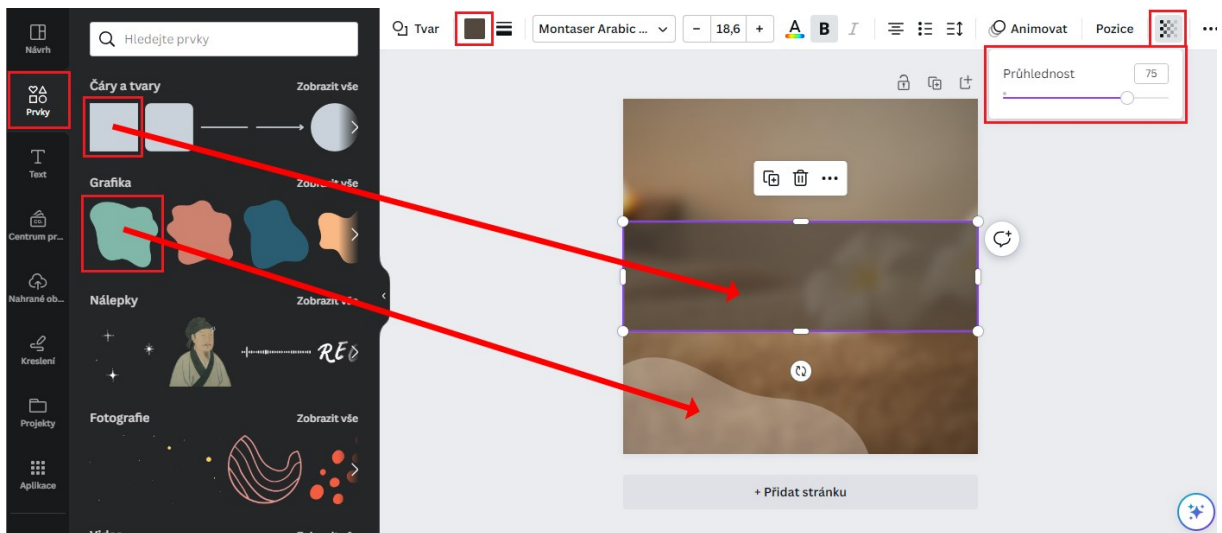 Návrh
Prvky
Text
Centrum pr...
Nahrané ob...
Kreslení
Projekty
Aplikace
Hledejte prvky
Čáry a tvary
Zobrazit vše
Grafika
Zobrazit vše
Nálepky
Zobrazit vše
Fotografie
Zobrazit vše
Tvar
Montaser Arabic ...
– 18,6 +
A B I
Animovat
Pozice
Průhlednost
75
+ Přidat stránku